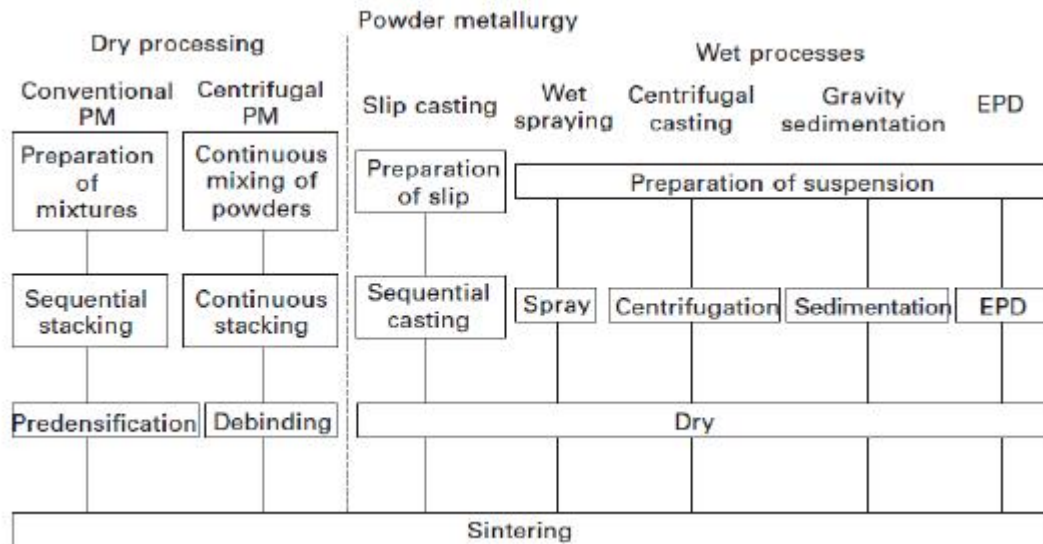 Powder metallurgy
Dry processing
Wet processes
Conventional
PM
Centrifugal
PM
Slip casting
Wet
spraying
Centrifugal
casting
Gravity
sedimentation
EPD
Preparation
of
mixtures
Continuous
mixing of
powders
Preparation
of slip
Preparation of suspension
Sequential
stacking
Continuous
stacking
Sequential
casting
Spray
Centrifugation
Sedimentation
EPD
Predensification
Debinding
Dry
Sintering